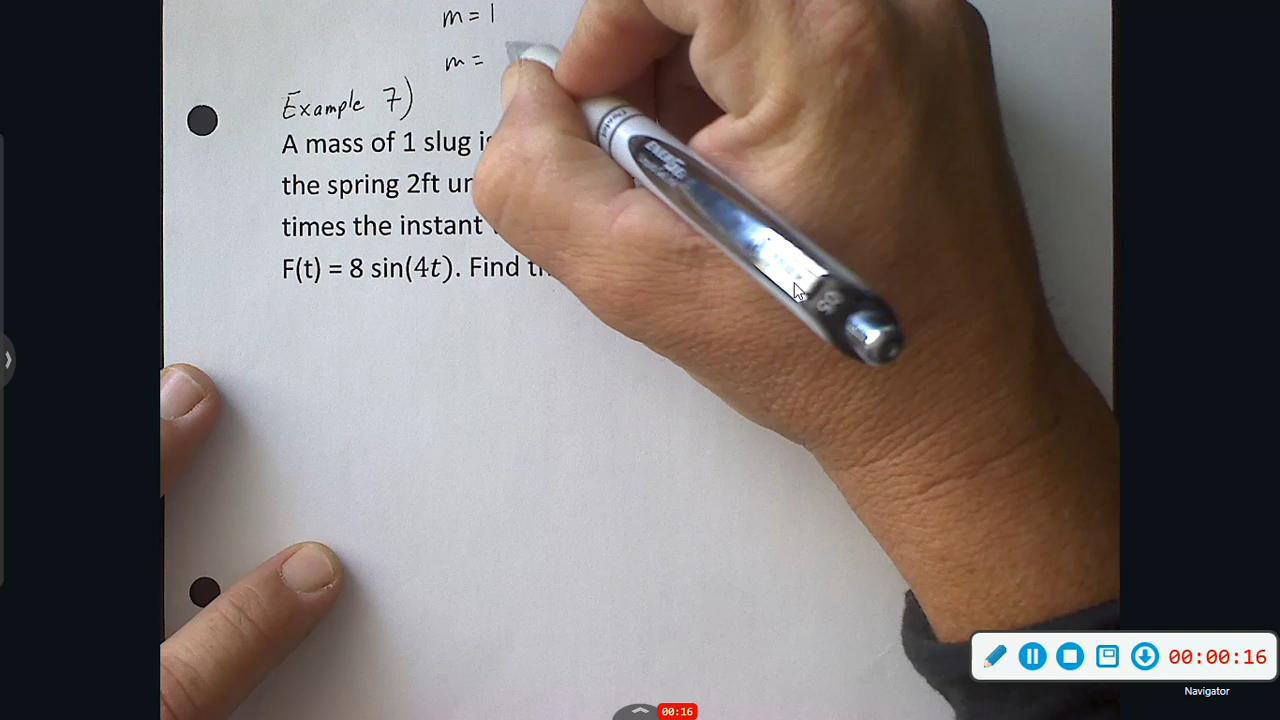 m = 1
m =
Example 7)
A mass of 1 slug
the spring 2ft
times the instant
F(t) = 8 sin(4t). Find
00:00:16
Navigator
00:16